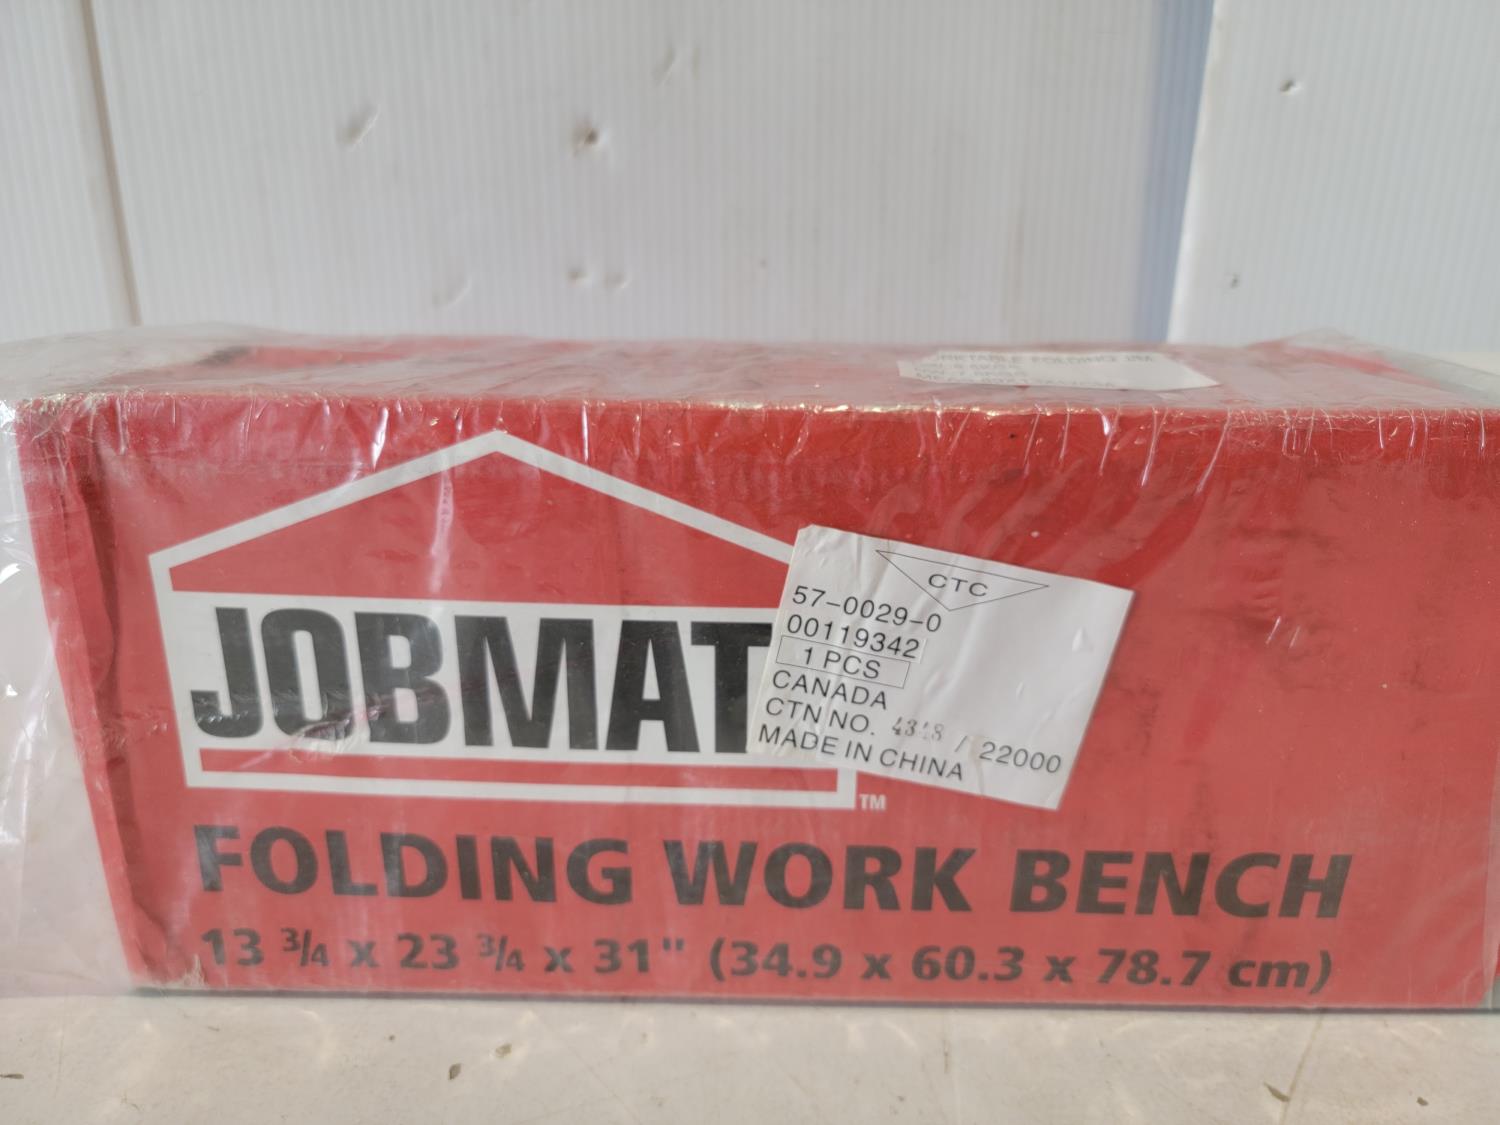 FOLDING
JOBMAT
TM
CTC
57-0029-0
00119342
1 PCS
CANADA
CTN NO. / 22000
MADE IN CHINA
FOLDING WORK BENCH
13 3/4 x 23 3/4 x 31" (34.9 x 60.3 x 78.7 cm)